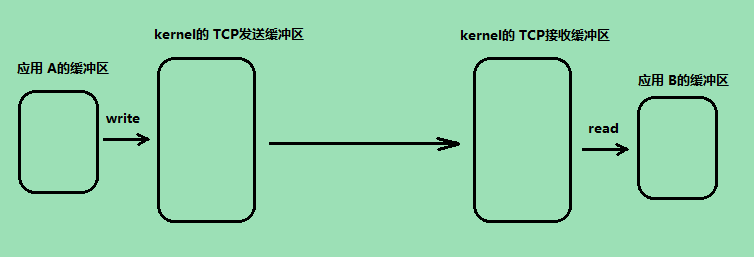 kernel的 TCP发送缓冲区
kernel的 TCP接收缓冲区
应用 A的缓冲区
应用 B的缓冲区
write
read